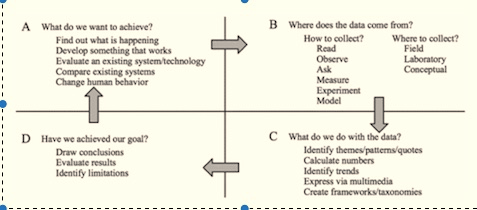 A What do we want to achieve?
Find out what is happening
Develop something that works
Evaluate an existing system/technology
Compare existing systems
Change human behavior
B Where does the data come from?
How to collect? Where to collect?
Read Field
Observe Laboratory
Ask Conceptual
Measure
Experiment
Model
C What do we do with the data?
Identify themes/patterns/quotes
Calculate numbers
Identify trends
Express via multimedia
Create frameworks/taxonomies
D Have we achieved our goal?
Draw conclusions
Evaluate results
Identify limitations